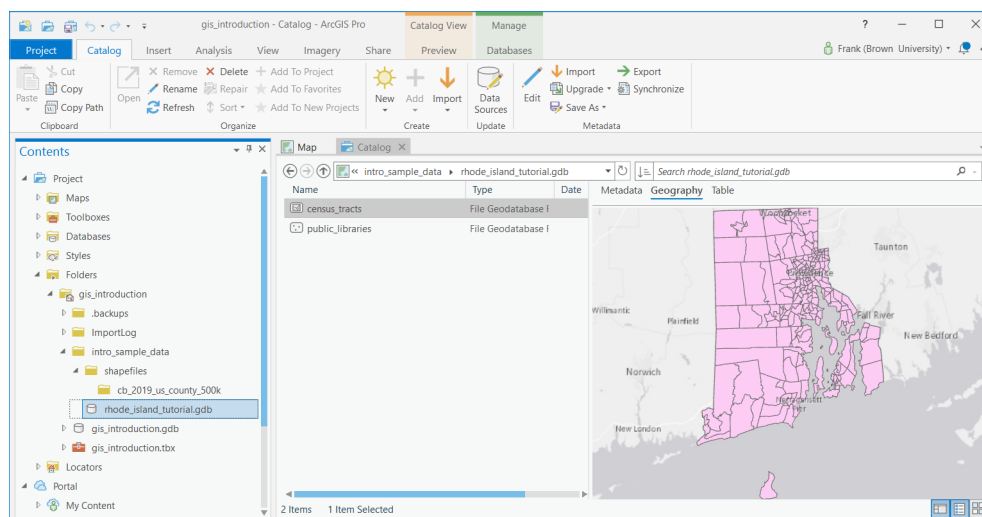 gis_introduction - Catalog - ArcGIS Pro
Catalog View
Manage
?
Project Catalog Insert Analysis View Imagery Share Preview Databases
Frank (Brown University)
Paste
Cut
Copy
Copy Path
Clipboard
Open
Remove Delete Add To Project
Rename Repair Add To Favorites
Refresh Sort Add To New Projects
Organize
New Add Import
Create
Data Sources
Update
Edit
Import Export
Upgrade Synchronize
Save As
Metadata
Contents
Project
Maps
Toolboxes
Databases
Styles
Folders
gis_introduction
.backups
ImportLog
intro_sample_data
shapefiles
cb_2019_us_county_500k
rhode_island_tutorial.gdb
gis_introduction.gdb
gis_introduction.tbx
Locators
Portal
My Content
Map Catalog
« intro_sample_data rhode_island_tutorial.gdb
Search rhode_island_tutorial.gdb
Name Type Date
census_tracts File Geodatabase F
public_libraries File Geodatabase F
2 Items 1 Item Selected
Metadata Geography Table
Woonsocket
Taunton
Providence
Willimantic
Plainfield
Fall River
New Bedford
Norwich
Narragansett
Pier
New London